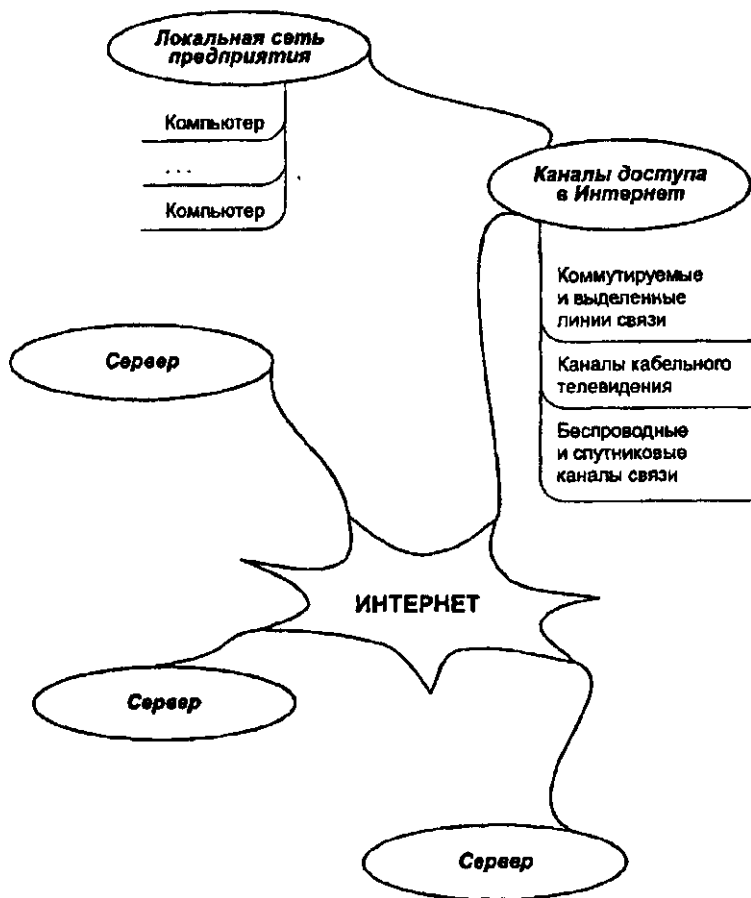 Локальная сеть
предприятия
Компьютер
...
Компьютер
Каналы доступа
в Интернет
Коммутируемые
и выделенные
линии связи
Каналы кабельного
телевидения
Беспроводные
и спутниковые
каналы связи
Сервер
ИНТЕРНЕТ
Сервер
Сервер